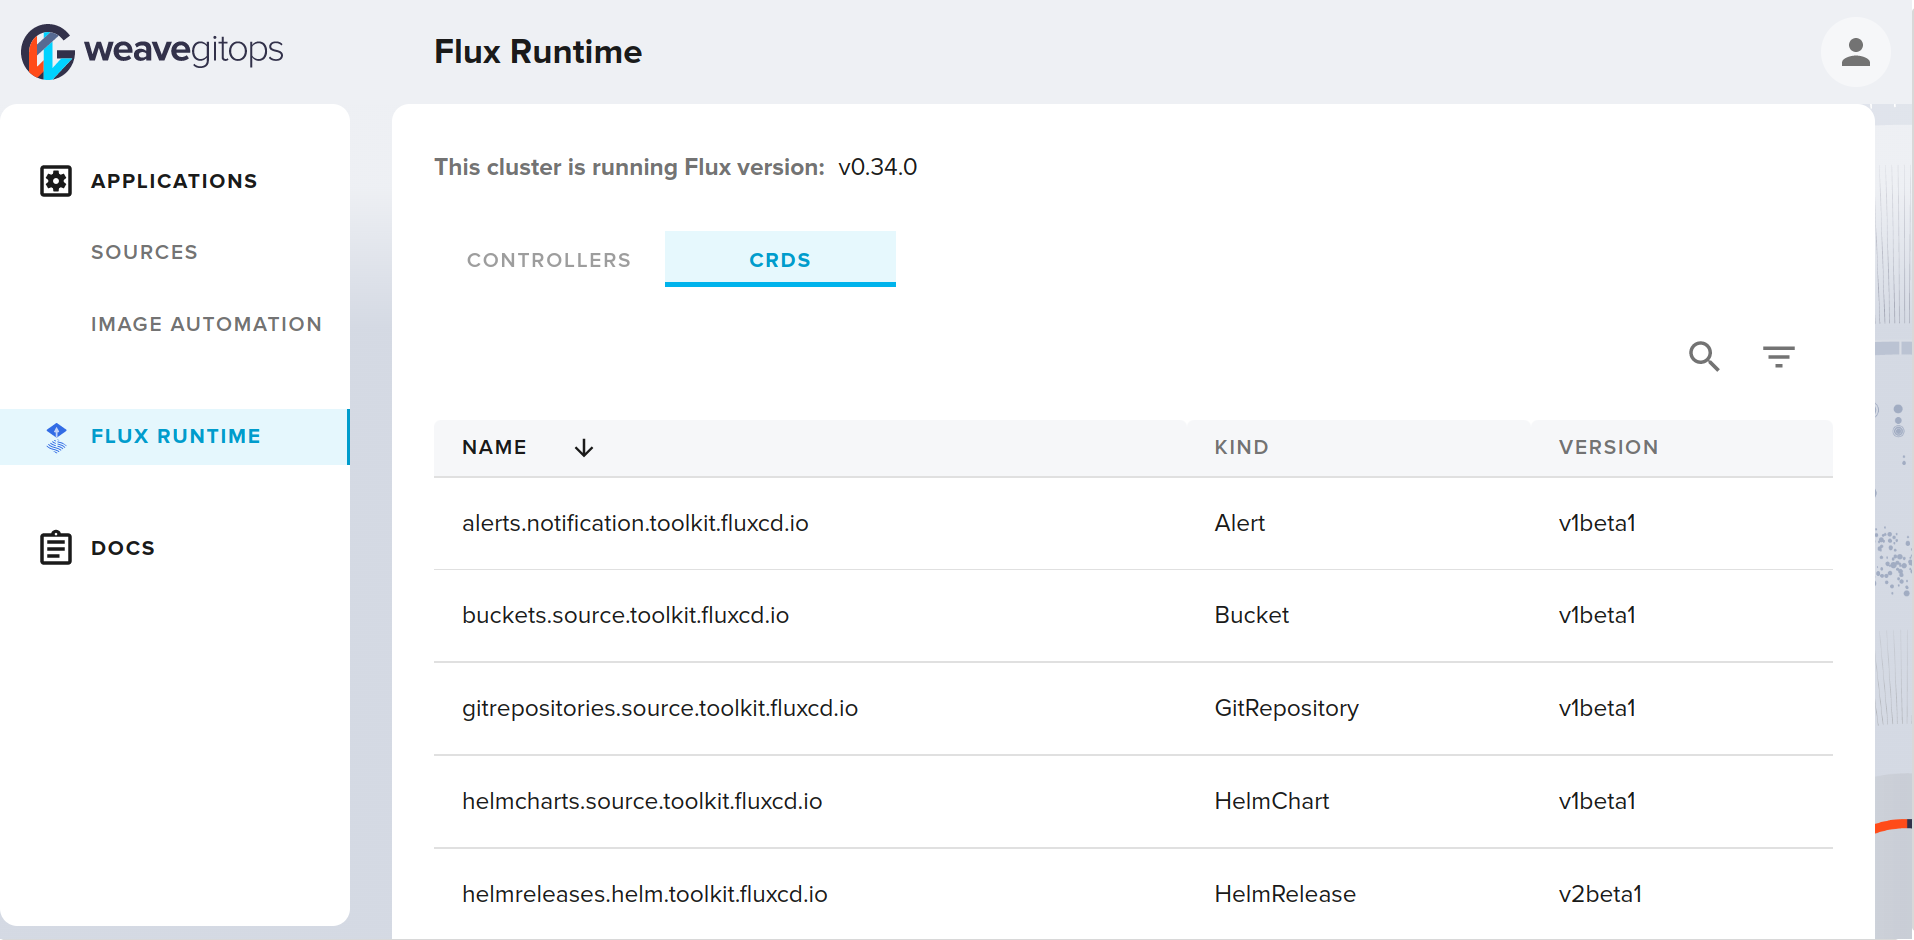 weavegitops
Flux Runtime
APPLICATIONS
SOURCES
IMAGE AUTOMATION
FLUX RUNTIME
DOCS
This cluster is running Flux version: v0.34.0
CONTROLLERS CRDS
NAME KIND VERSION
alerts.notification.toolkit.fluxcd.io Alert v1beta1
buckets.source.toolkit.fluxcd.io Bucket v1beta1
gitrepositories.source.toolkit.fluxcd.io GitRepository v1beta1
helmcharts.source.toolkit.fluxcd.io HelmChart v1beta1
helmreleases.helm.toolkit.fluxcd.io HelmRelease v2beta1